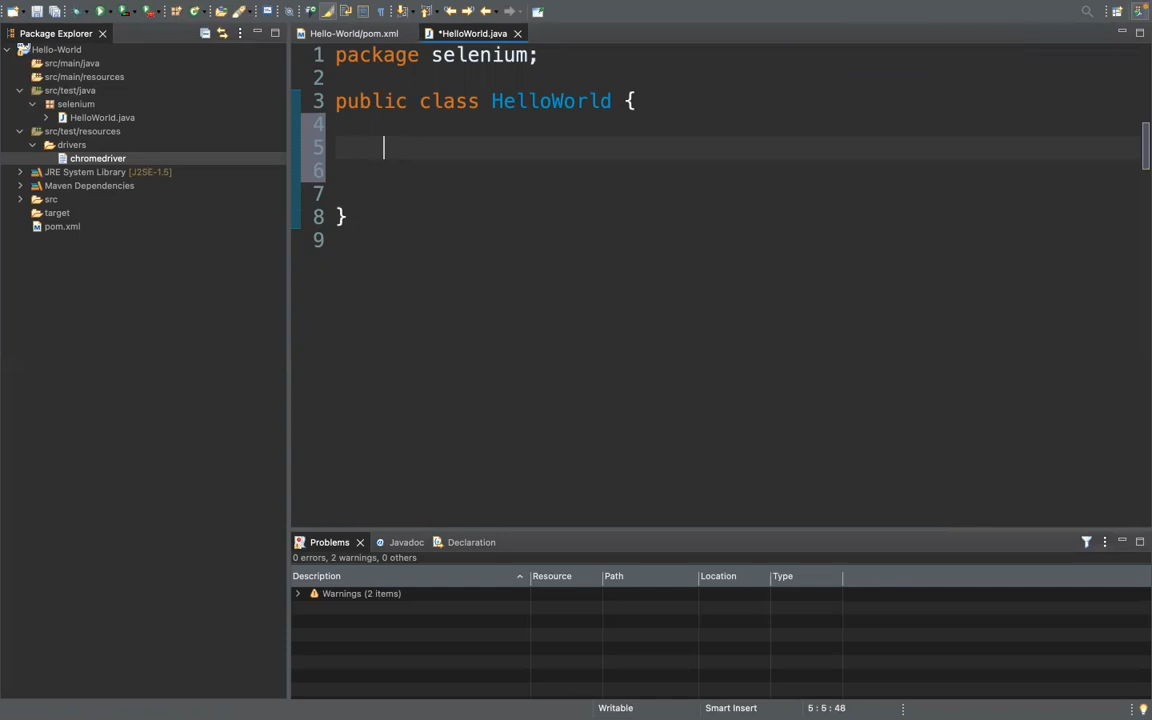 Package Explorer
Hello-World/pom.xml
*HelloWorld.java
Hello-World
src/main/java
src/main/resources
src/test/java
selenium
HelloWorld.java
src/test/resources
drivers
chromedriver
JRE System Library [J2SE-1.5]
Maven Dependencies
src
target
pom.xml
1 package selenium;
2
3 public class HelloWorld {
4
5
6
7
8 }
9
Problems
Javadoc
Declaration
0 errors, 2 warnings, 0 others
Description Resource Path Location Type
Warnings (2 items)
Writable Smart Insert 5 : 5 : 48